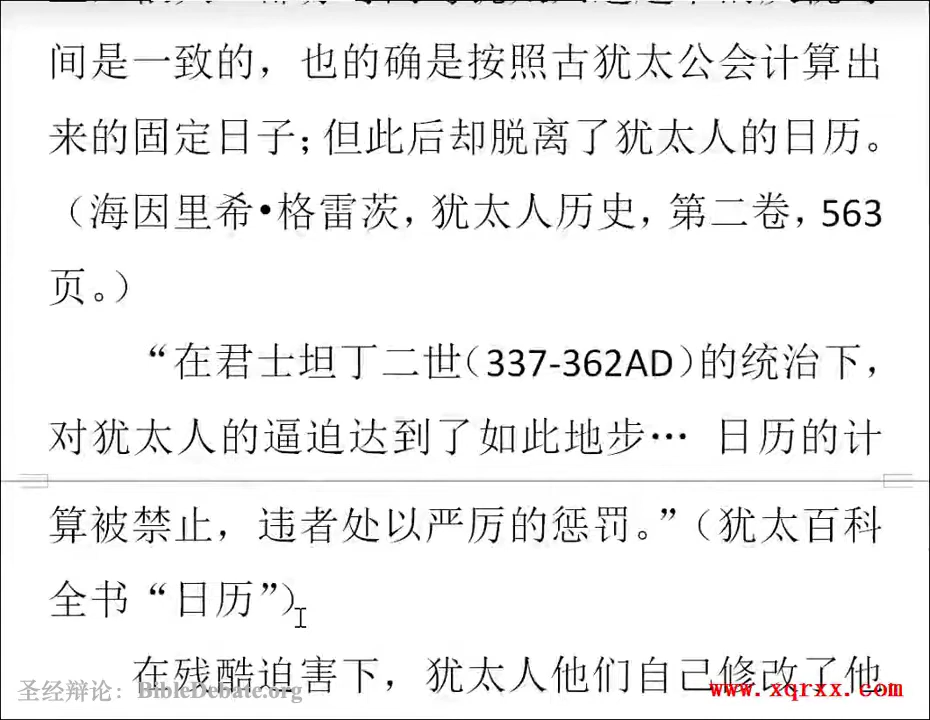 间是一致的，也的确是按照古犹太公会计算出
来的固定日子；但此后却脱离了犹太人的日历。
（海因里希•格雷茨，犹太人历史，第二卷，563
页。）
“在君士坦丁二世（337-362AD）的统治下，
对犹太人的逼迫达到了如此地步… 日历的计
算被禁止，违者处以严厉的惩罚。”（犹太百科
全书“日历”）
在残酷迫害下，犹太人他们自己修改了他
圣经辩论：BibleDebate.org
www.xqrxx.com